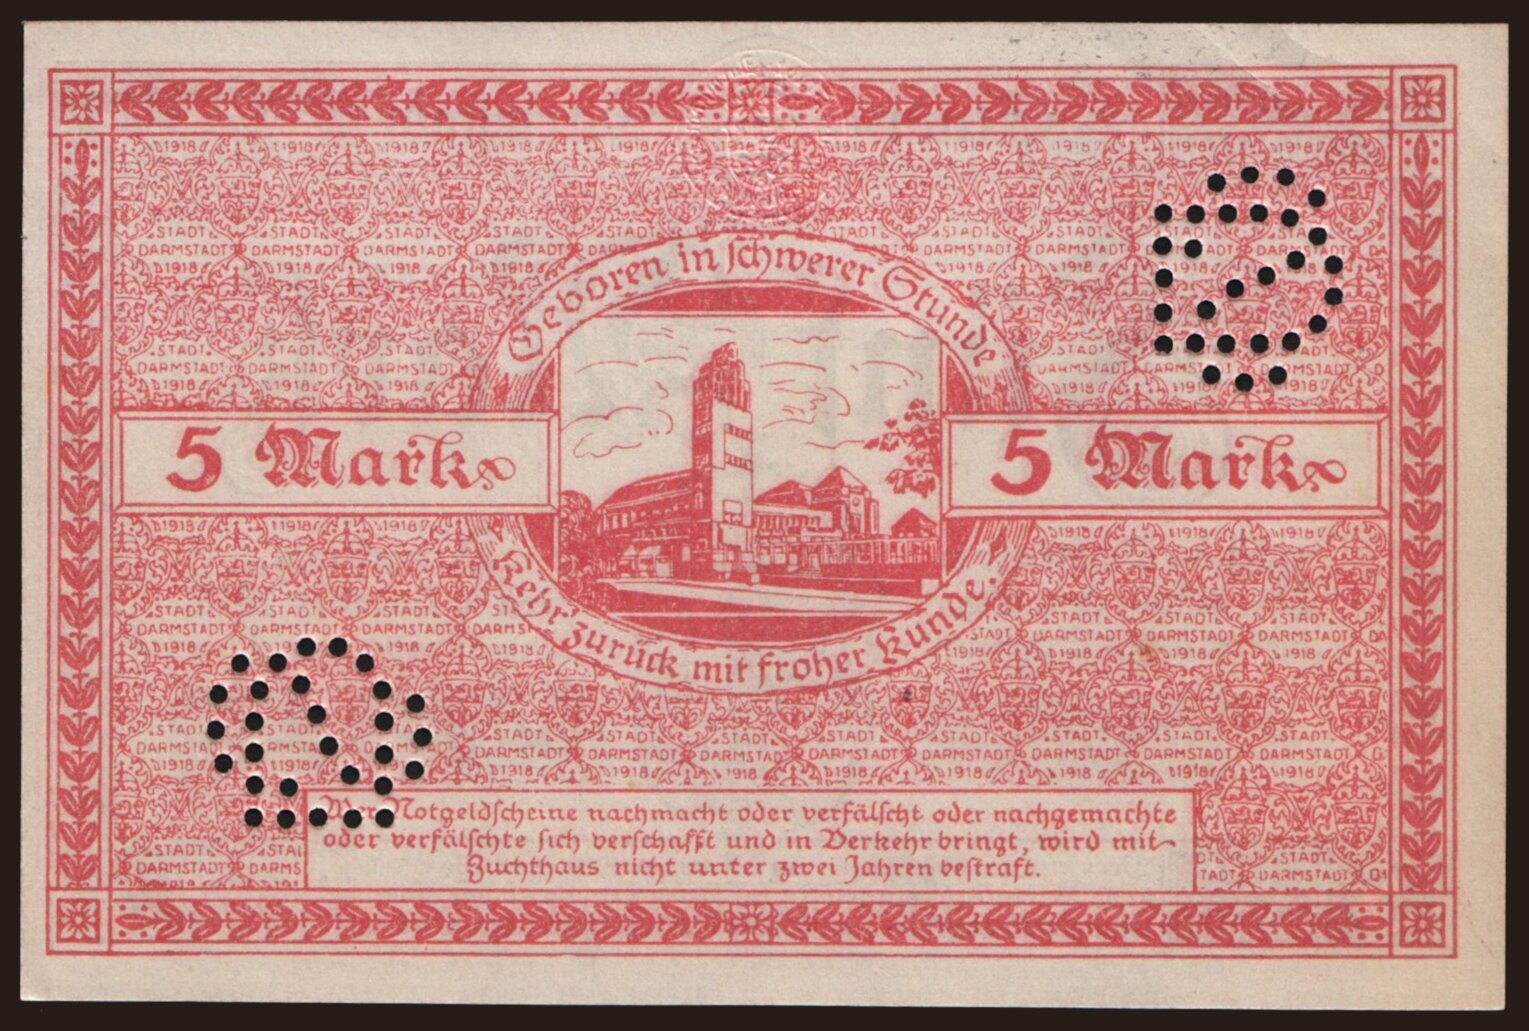 Geboren in schwerer Stunde
5 Mark
5 Mark
Kehr' zurück mit froher Kunde.
Wer Notgeldscheine nachmacht oder verfälscht oder nachgemachte
oder verfälschte sich verschafft und in Verkehr bringt, wird mit
Zuchthaus nicht unter zwei Jahren bestraft.
STADT
DARMSTADT
1918